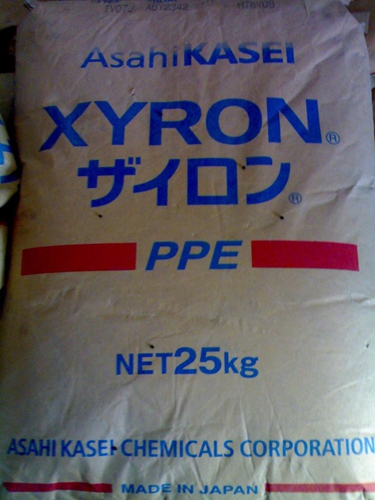 AsahiKASEI
XYRON®
ザイロン®
PPE
NET25kg
ASAHI KASEI CHEMICALS CORPORATION
MADE IN JAPAN